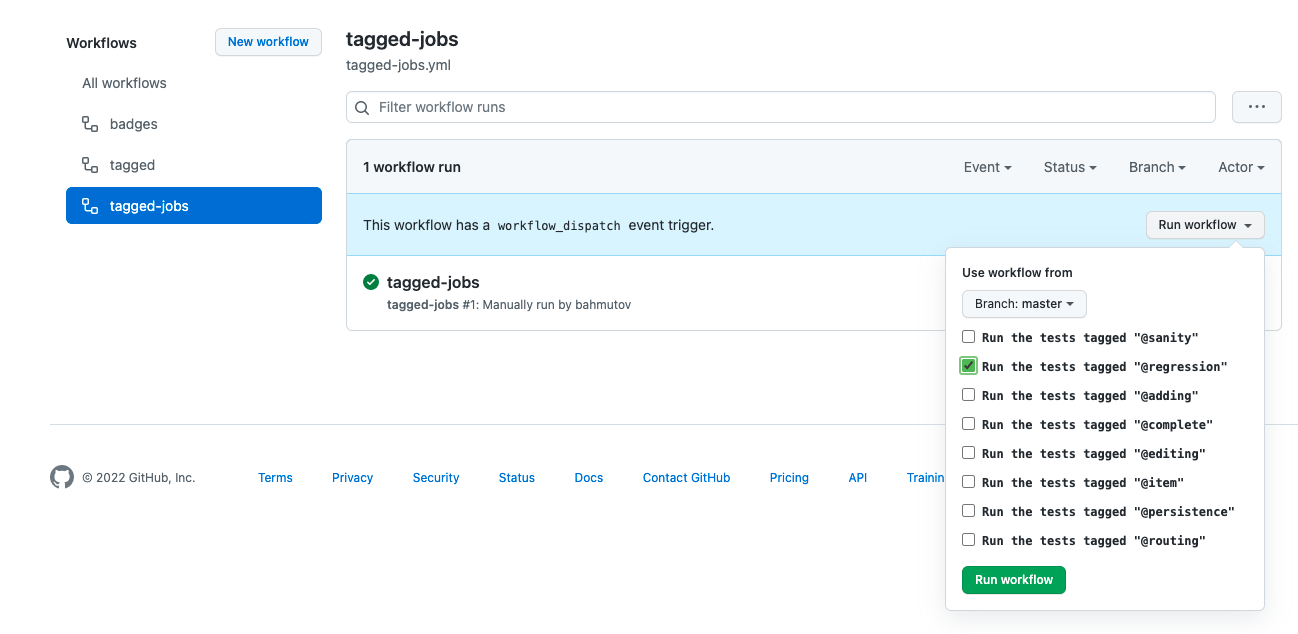 Workflows
New workflow
All workflows
badges
tagged
tagged-jobs
tagged-jobs
tagged-jobs.yml
Filter workflow runs
1 workflow run
Event
Status
Branch
Actor
This workflow has a workflow_dispatch event trigger.
Run workflow
tagged-jobs
tagged-jobs #1: Manually run by bahmutov
Use workflow from
Branch: master
Run the tests tagged "@sanity"
Run the tests tagged "@regression"
Run the tests tagged "@adding"
Run the tests tagged "@complete"
Run the tests tagged "@editing"
Run the tests tagged "@item"
Run the tests tagged "@persistence"
Run the tests tagged "@routing"
Run workflow
© 2022 GitHub, Inc.
Terms
Privacy
Security
Status
Docs
Contact GitHub
Pricing
API
Trainin